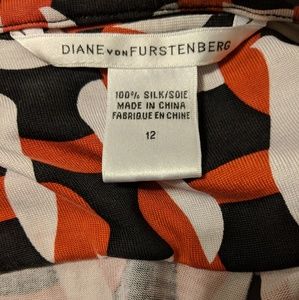 DIANE VON FURSTENBERG
100% SILK/SOIE
MADE IN CHINA
FABRIQUE EN CHINE
12